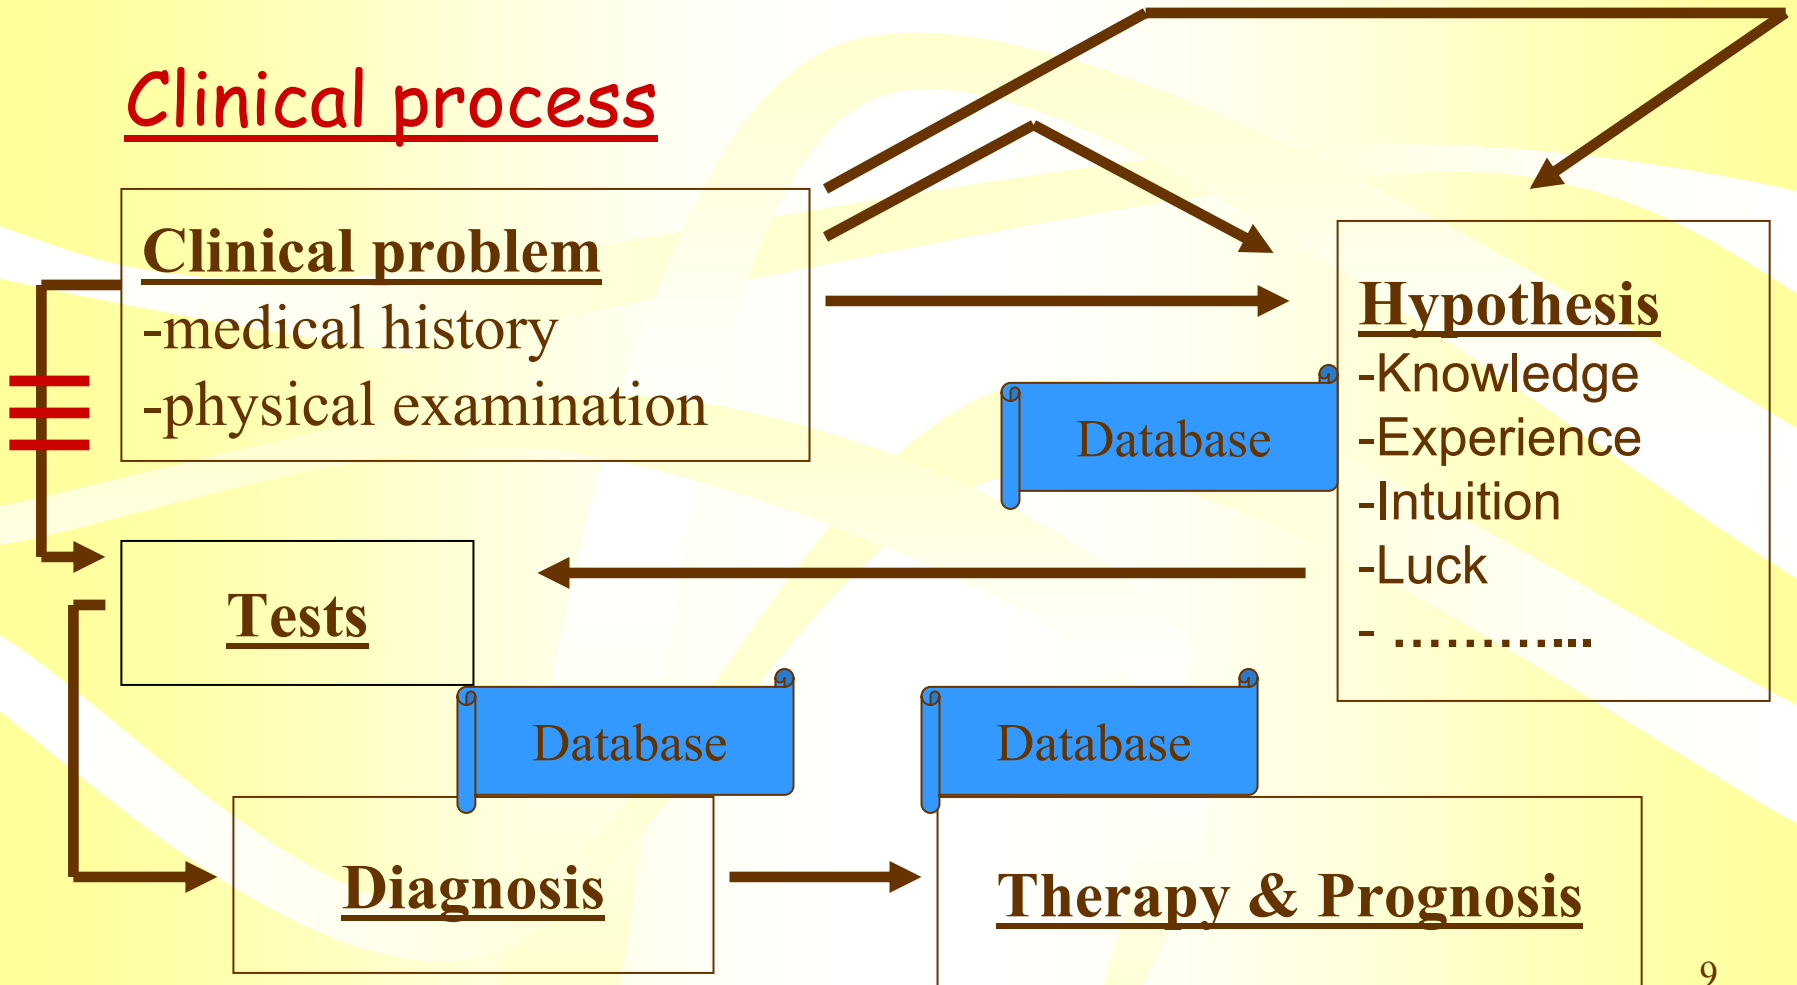 Clinical process
Clinical problem
-medical history
-physical examination
Hypothesis
-Knowledge
-Experience
-Intuition
-Luck
- ………...
Database
Tests
Database
Database
Diagnosis
Therapy & Prognosis
9